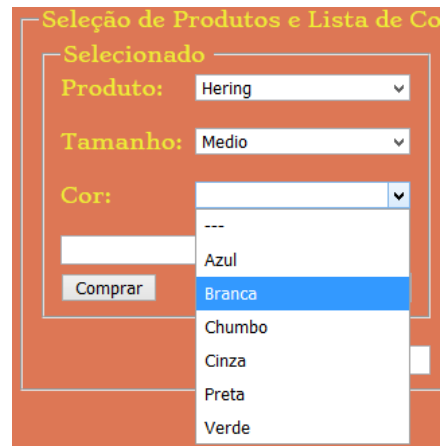 Seleção de Produtos e Lista de Co
Selecionado
Produto: Hering
Tamanho: Medio
Cor:
---
Azul
Branca
Comprar
Chumbo
Cinza
Preta
Verde